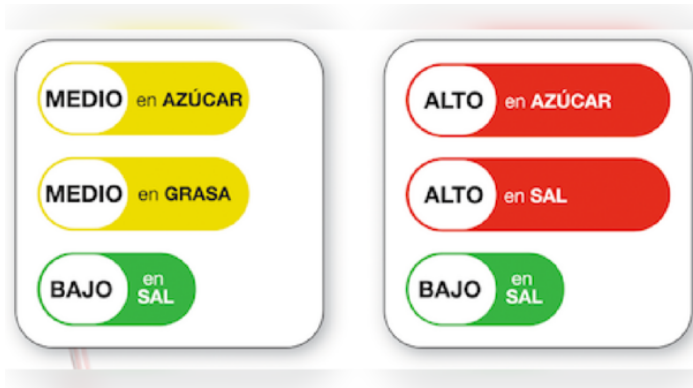 MEDIO en AZÚCAR
MEDIO en GRASA
BAJO en SAL
ALTO en AZÚCAR
ALTO en SAL
BAJO en SAL